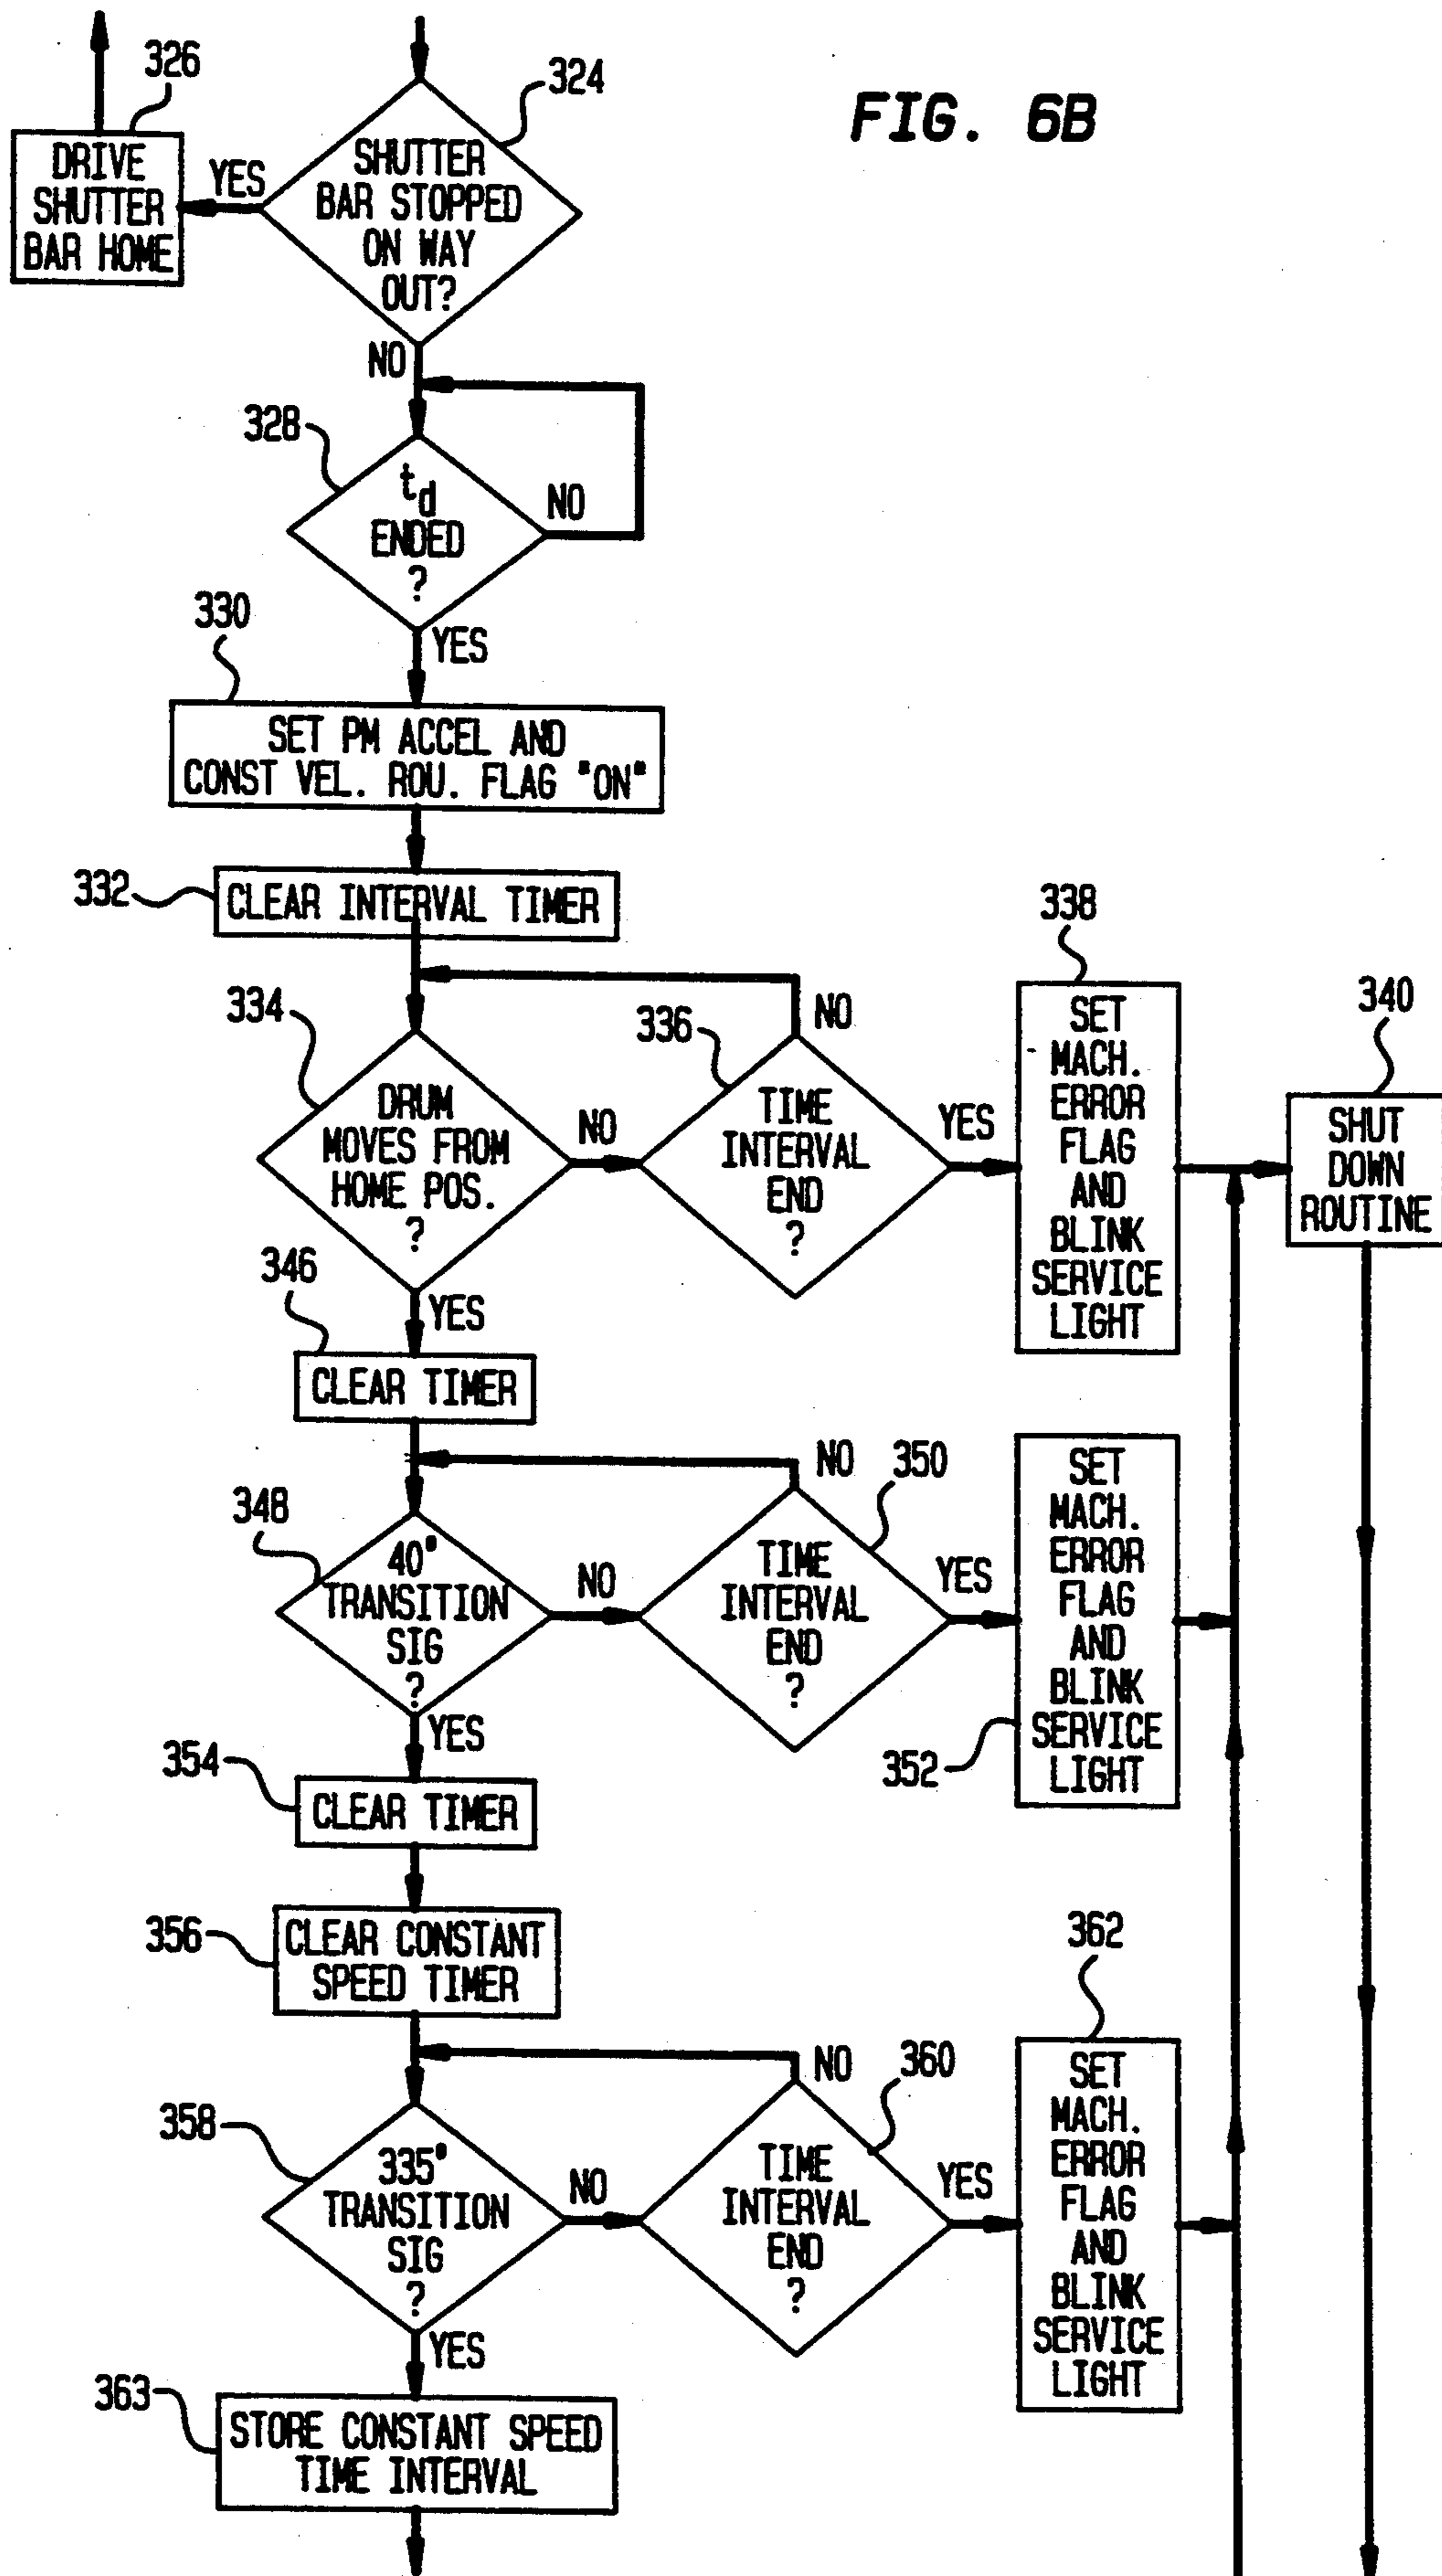 FIG. 6B
326
DRIVE
SHUTTER
BAR HOME
YES
324
SHUTTER
BAR STOPPED
ON WAY
OUT?
NO
328
td
ENDED
?
NO
YES
330
SET PM ACCEL AND
CONST VEL. ROU. FLAG "ON"
332
CLEAR INTERVAL TIMER
334
DRUM
MOVES FROM
HOME POS.
?
NO
336
TIME
INTERVAL
END
?
NO
YES
338
SET
MACH.
ERROR
FLAG
AND
BLINK
SERVICE
LIGHT
340
SHUT
DOWN
ROUTINE
YES
346
CLEAR TIMER
348
40°
TRANSITION
SIG
?
NO
350
TIME
INTERVAL
END
?
NO
YES
352
SET
MACH.
ERROR
FLAG
AND
BLINK
SERVICE
LIGHT
YES
354
CLEAR TIMER
356
CLEAR CONSTANT
SPEED TIMER
358
335°
TRANSITION
SIG
?
NO
360
TIME
INTERVAL
END
?
NO
YES
362
SET
MACH.
ERROR
FLAG
AND
BLINK
SERVICE
LIGHT
YES
363
STORE CONSTANT SPEED
TIME INTERVAL